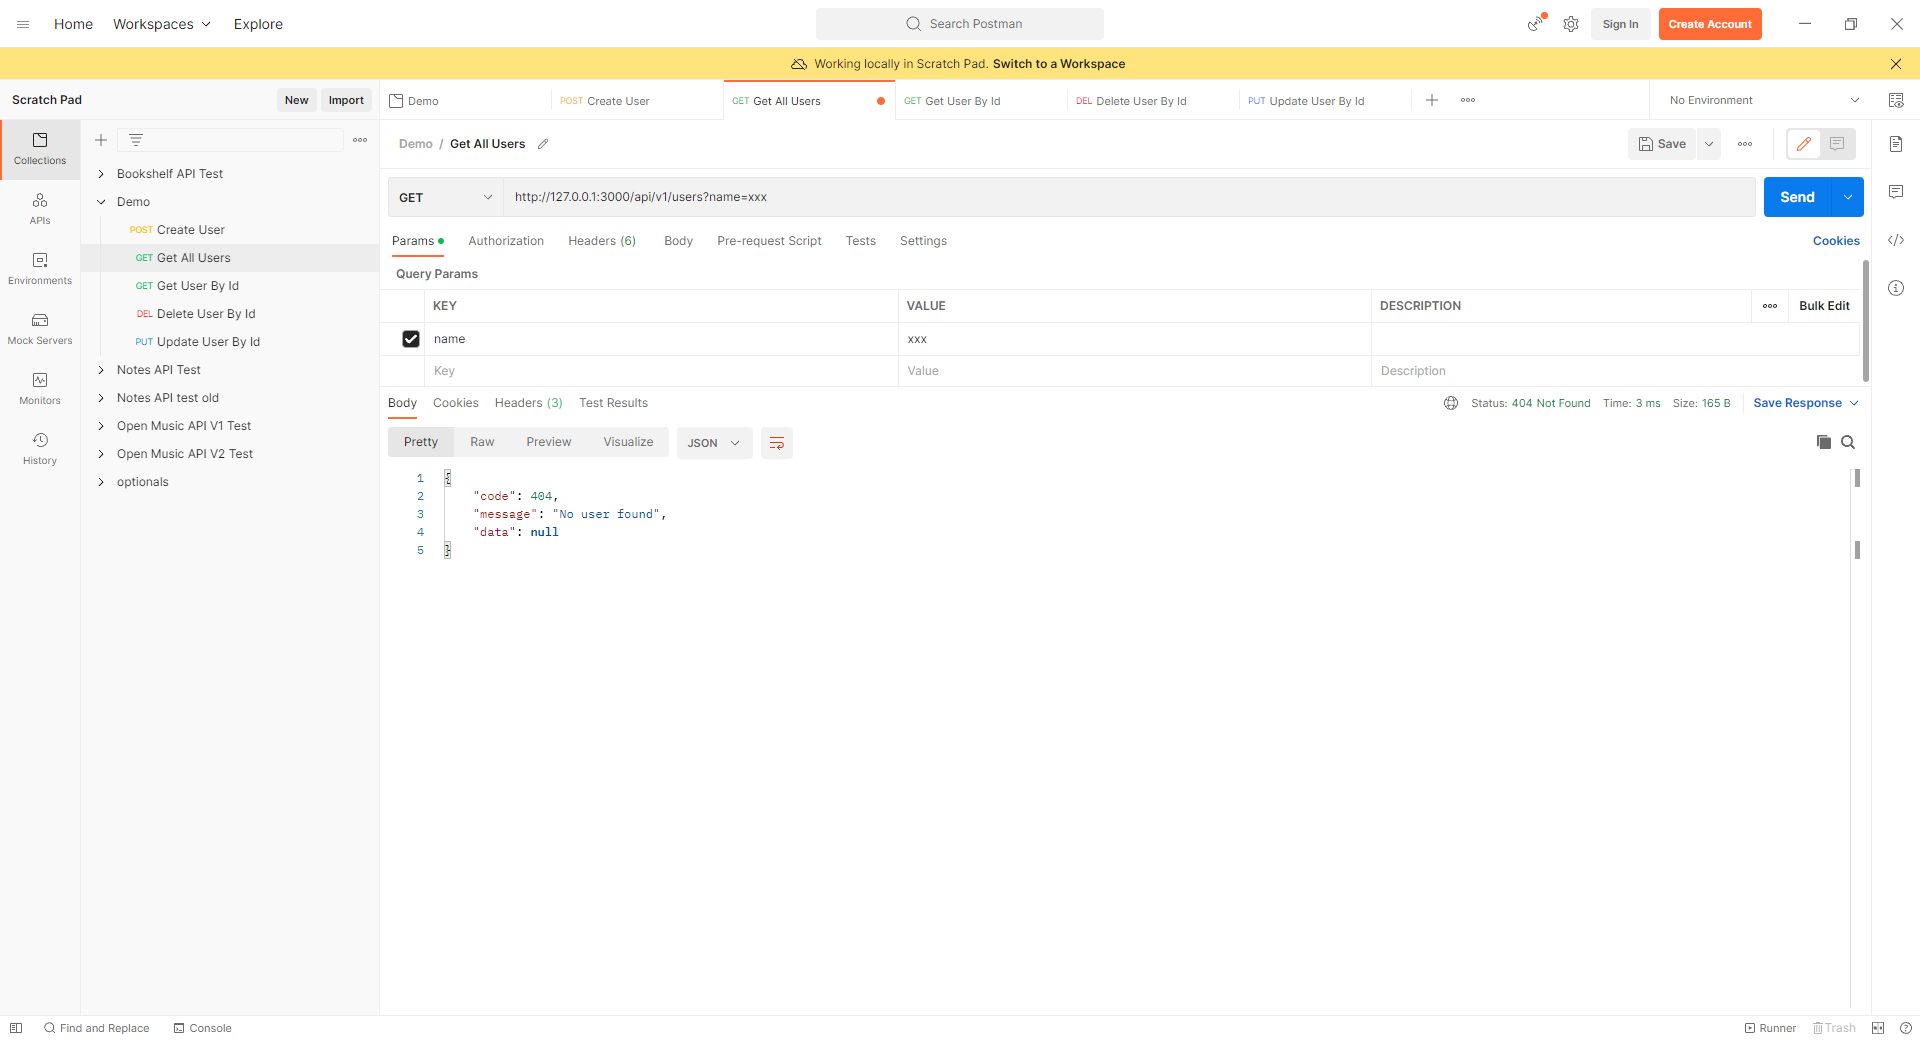 Home Workspaces Explore
Search Postman
Sign In Create Account
Working locally in Scratch Pad. Switch to a Workspace
Scratch Pad New Import
Demo
POST Create User
GET Get All Users
GET Get User By Id
DEL Delete User By Id
PUT Update User By Id
No Environment
Collections
APIs
Environments
Mock Servers
Monitors
History
Bookshelf API Test
Demo
POST Create User
GET Get All Users
GET Get User By Id
DEL Delete User By Id
PUT Update User By Id
Notes API Test
Notes API test old
Open Music API V1 Test
Open Music API V2 Test
optionals
Demo / Get All Users
Save
GET http://127.0.0.1:3000/api/v1/users?name=xxx Send
Params Authorization Headers (6) Body Pre-request Script Tests Settings Cookies
Query Params
KEY VALUE DESCRIPTION Bulk Edit
name xxx
Key Value Description
Body Cookies Headers (3) Test Results Status: 404 Not Found Time: 3 ms Size: 165 B Save Response
Pretty Raw Preview Visualize JSON
1 {
2 "code": 404,
3 "message": "No user found",
4 "data": null
5 }
Find and Replace Console Runner Trash